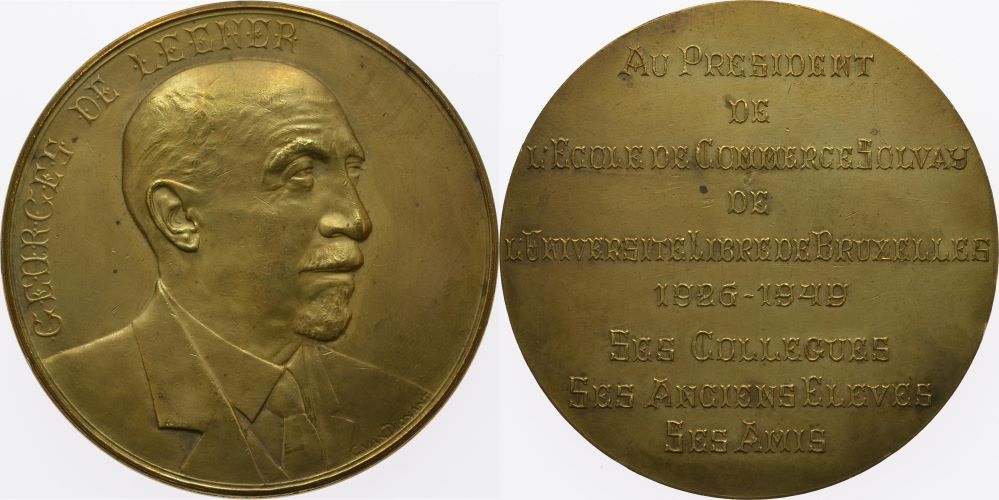 GEORGES DE LEENER
AU PRESIDENT
DE
L'ECOLE DE COMMERCE SOLVAY
DE
L'UNIVERSITE LIBRE DE BRUXELLES
1926-1949
SES COLLEGUES
SES ANCIENS ELEVES
SES AMIS